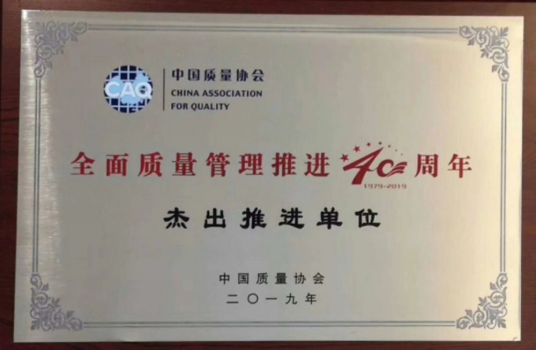 CAQ
中国质量协会
CHINA ASSOCIATION
FOR QUALITY
全面质量管理推进40周年
1979-2019
杰出推进单位
中国质量协会
二〇一九年